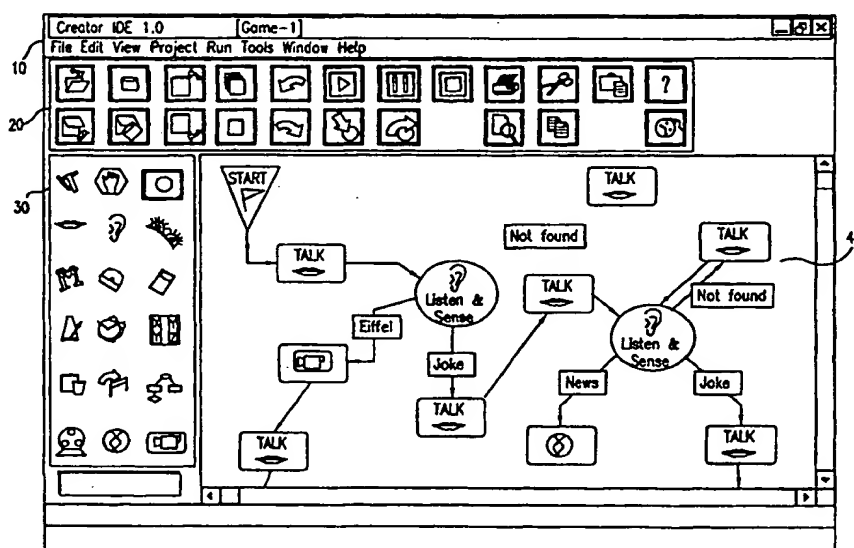 Creator IDE 1.0 [Game-1]
10
File Edit View Project Run Tools Window Help
?
20
30
START
TALK
TALK
Not found
TALK
4
TALK
Listen &
Sense
Not found
Eiffel
Listen &
Sense
Joke
News
Joke
TALK
TALK
TALK